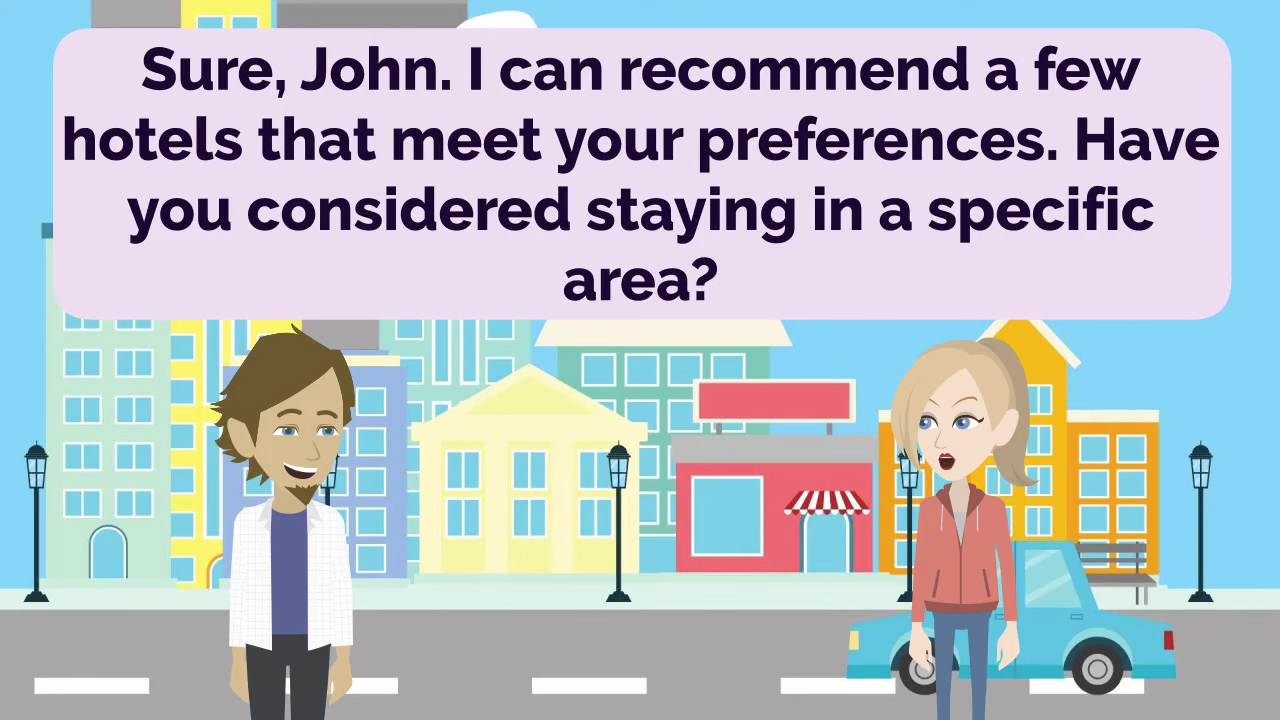 Sure, John. I can recommend a few
hotels that meet your preferences. Have
you considered staying in a specific
area?